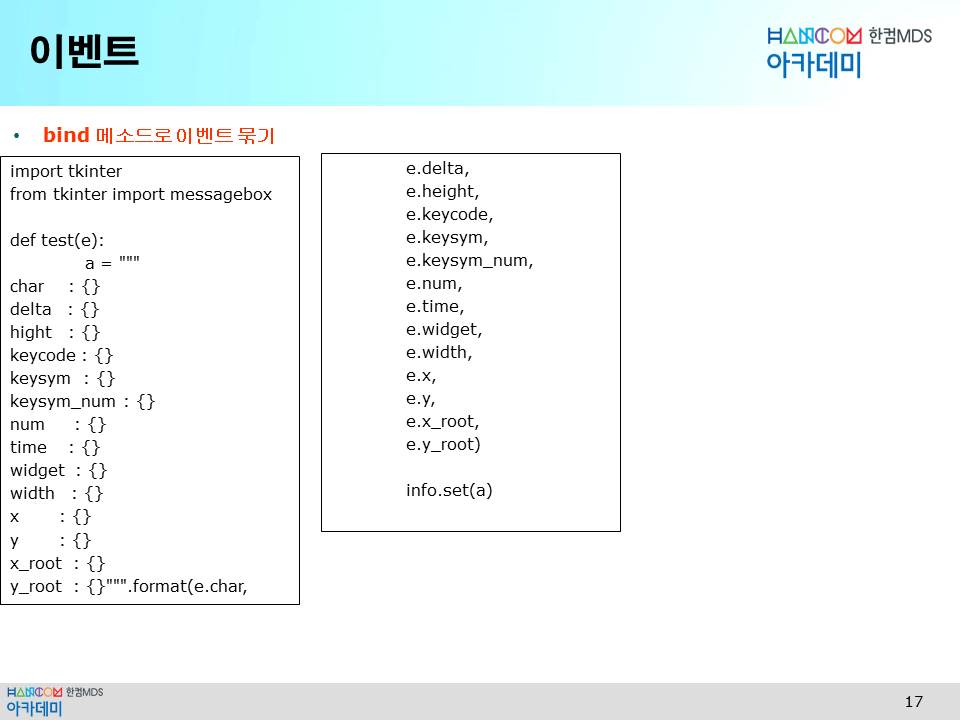 이벤트
HANCOM 한컴MDS
아카데미
• bind 메소드로 이벤트 묶기
import tkinter
from tkinter import messagebox
def test(e):
a = """
char : {}
delta : {}
hight : {}
keycode : {}
keysym : {}
keysym_num : {}
num : {}
time : {}
widget : {}
width : {}
x : {}
y : {}
x_root : {}
y_root : {}""".format(e.char,
e.delta,
e.height,
e.keycode,
e.keysym,
e.keysym_num,
e.num,
e.time,
e.widget,
e.width,
e.x,
e.y,
e.x_root,
e.y_root)
info.set(a)
HANCOM 한컴MDS
아카데미
17